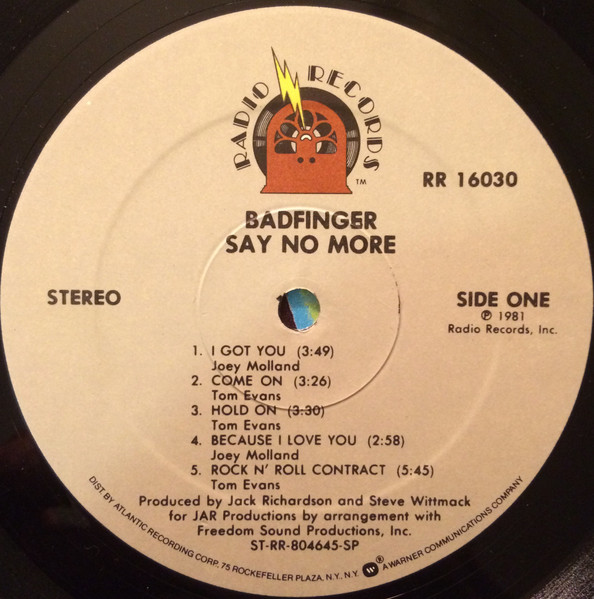 RADIO RECORDS
TM
RR 16030
BADFINGER
SAY NO MORE
STEREO
SIDE ONE
℗ 1981
Radio Records, Inc.
1. I GOT YOU (3:49)
Joey Molland
2. COME ON (3:26)
Tom Evans
3. HOLD ON (3:30)
Tom Evans
4. BECAUSE I LOVE YOU (2:58)
Joey Molland
5. ROCK N' ROLL CONTRACT (5:45)
Tom Evans
Produced by Jack Richardson and Steve Wittmack
for JAR Productions by arrangement with
Freedom Sound Productions, Inc.
ST-RR-804645-SP
DIST. BY ATLANTIC RECORDING CORP. 75 ROCKEFELLER PLAZA, N.Y. N.Y. ® A WARNER COMMUNICATIONS COMPANY